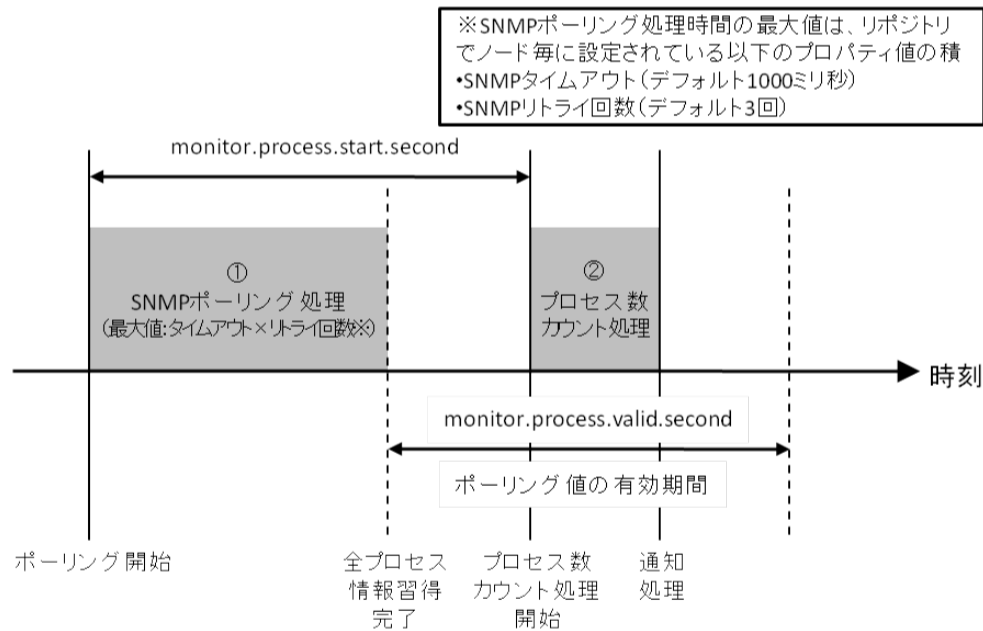 ※SNMPポーリング処理時間の最大値は、リポジトリ
でノード毎に設定されている以下のプロパティ値の積
•SNMPタイムアウト(デフォルト1000ミリ秒)
•SNMPリトライ回数(デフォルト3回)
monitor.process.start.second
①
SNMPポーリング処理
(最大値:タイムアウト×リトライ回数※)
②
プロセス数
カウント処理
時刻
monitor.process.valid.second
ポーリング値の有効期間
ポーリング開始
全プロセス
情報習得
完了
プロセス数
カウント処理
開始
通知
処理